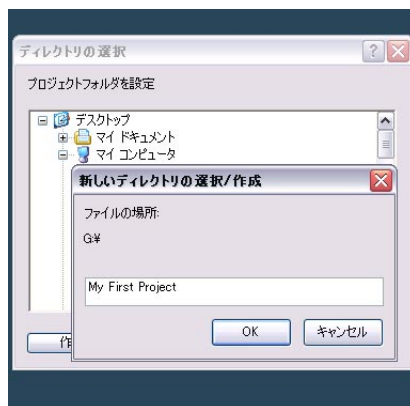 ディレクトリの選択
プロジェクトフォルダを設定
デスクトップ
マイ ドキュメント
マイ コンピュータ
新しいディレクトリの選択/作成
ファイルの場所:
G:¥
My First Project
OK
キャンセル
作